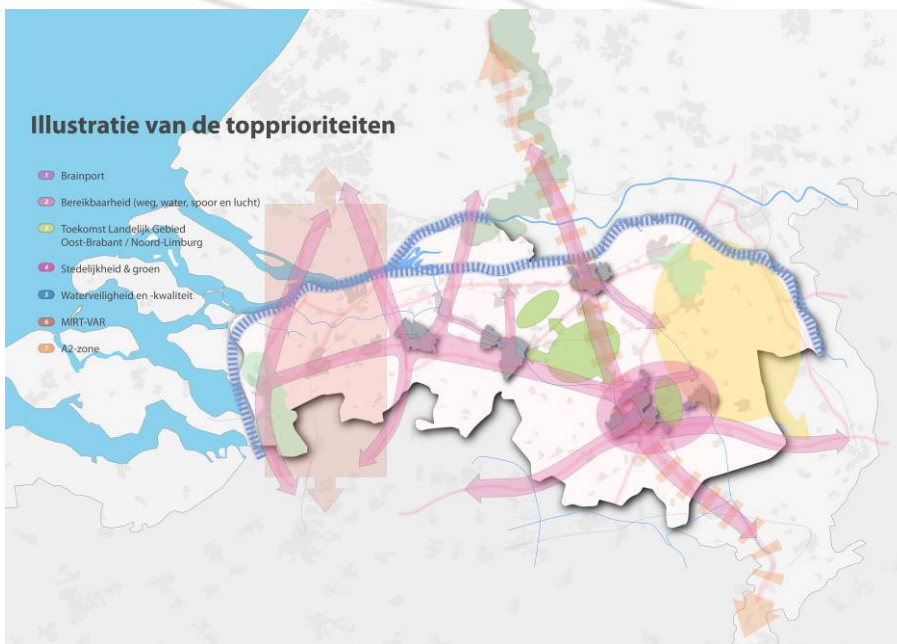 Illustratie van de topprioriteiten
1 Brainport
2 Bereikbaarheid (weg, water, spoor en lucht)
3 Toekomst Landelijk Gebied
Oost-Brabant / Noord-Limburg
4 Stedelijkheid & groen
5 Waterveiligheid en -kwaliteit
6 MIRT-VAR
7 A2-zone